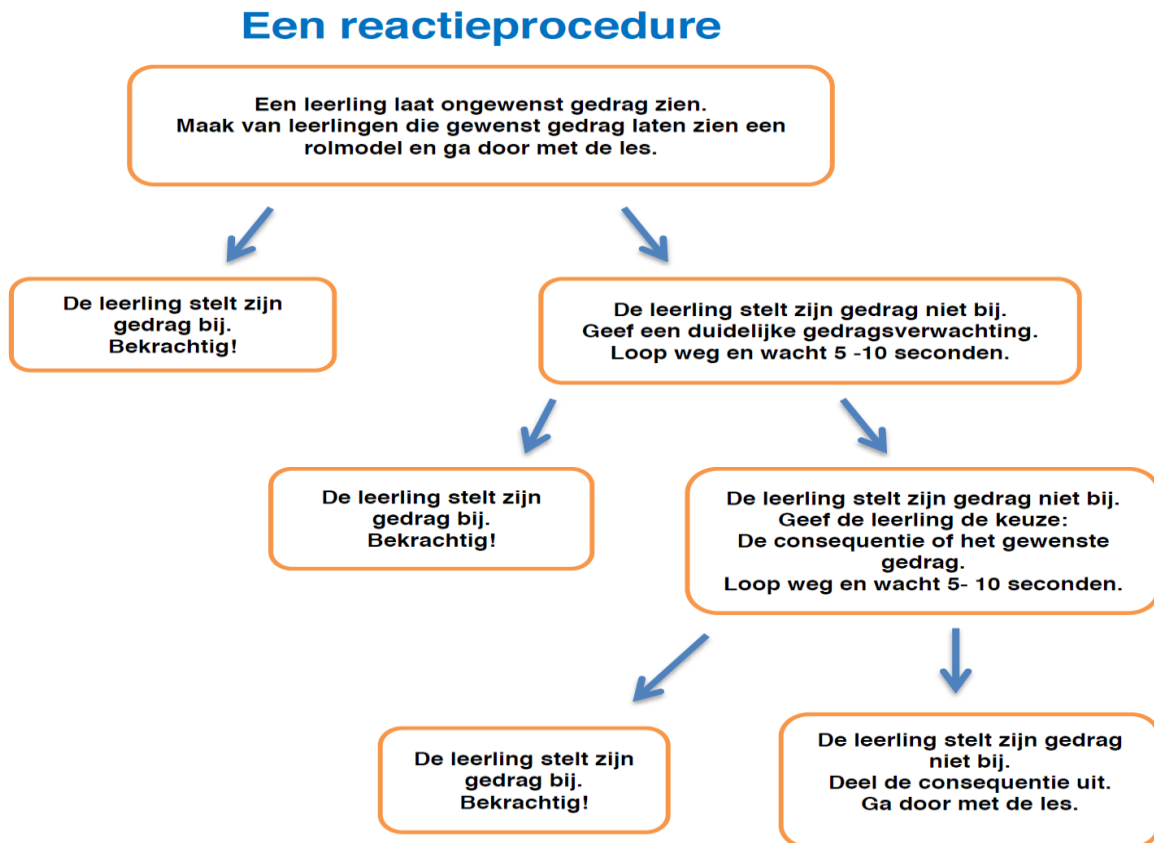 Een reactieprocedure
Een leerling laat ongewenst gedrag zien.
Maak van leerlingen die gewenst gedrag laten zien een
rolmodel en ga door met de les.
De leerling stelt zijn
gedrag bij.
Bekrachtig!
De leerling stelt zijn gedrag niet bij.
Geef een duidelijke gedragsverwachting.
Loop weg en wacht 5 -10 seconden.
De leerling stelt zijn
gedrag bij.
Bekrachtig!
De leerling stelt zijn gedrag niet bij.
Geef de leerling de keuze:
De consequentie of het gewenste
gedrag.
Loop weg en wacht 5- 10 seconden.
De leerling stelt zijn
gedrag bij.
Bekrachtig!
De leerling stelt zijn gedrag
niet bij.
Deel de consequentie uit.
Ga door met de les.